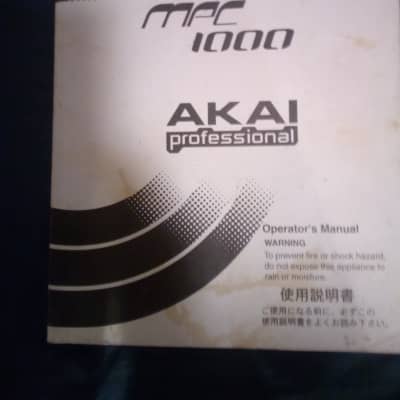 MPC
1000
AKAI
professional
Operator's Manual
WARNING
To prevent fire or shock hazard,
do not expose this appliance to
rain or moisture.
使用説明書
ご使用になる前に、必ずこの
使用説明書をよくお読み下さい。